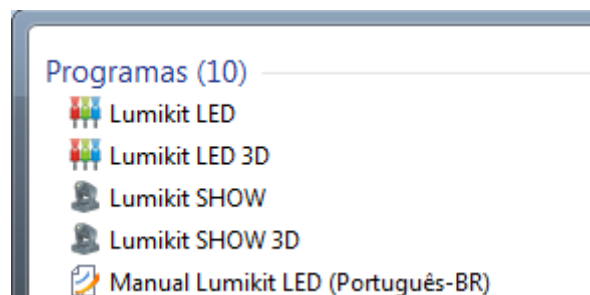 Programas (10)
Lumikit LED
Lumikit LED 3D
Lumikit SHOW
Lumikit SHOW 3D
Manual Lumikit LED (Português-BR)